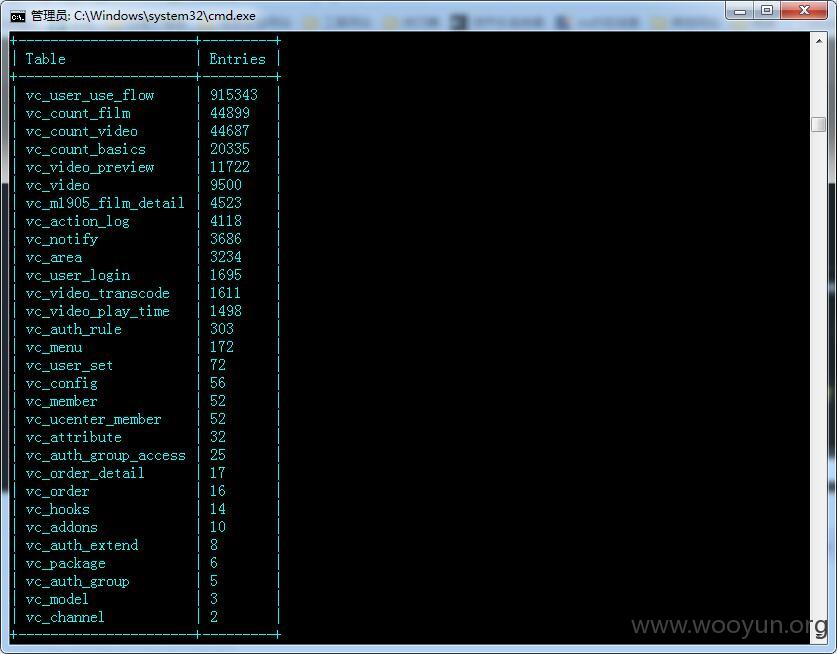 管理员: C:\Windows\system32\cmd.exe
Table Entries
vc_user_use_flow 915343
vc_count_film 44899
vc_count_video 44687
vc_count_basics 20335
vc_video_preview 11722
vc_video 9500
vc_m1905_film_detail 4523
vc_action_log 4118
vc_notify 3686
vc_area 3234
vc_user_login 1695
vc_video_transcode 1611
vc_video_play_time 1498
vc_auth_rule 303
vc_menu 172
vc_user_set 72
vc_config 56
vc_member 52
vc_ucenter_member 52
vc_attribute 32
vc_auth_group_access 25
vc_order_detail 17
vc_order 16
vc_hooks 14
vc_addons 10
vc_auth_extend 8
vc_package 6
vc_auth_group 5
vc_model 3
vc_channel 2
www.wooyun.org